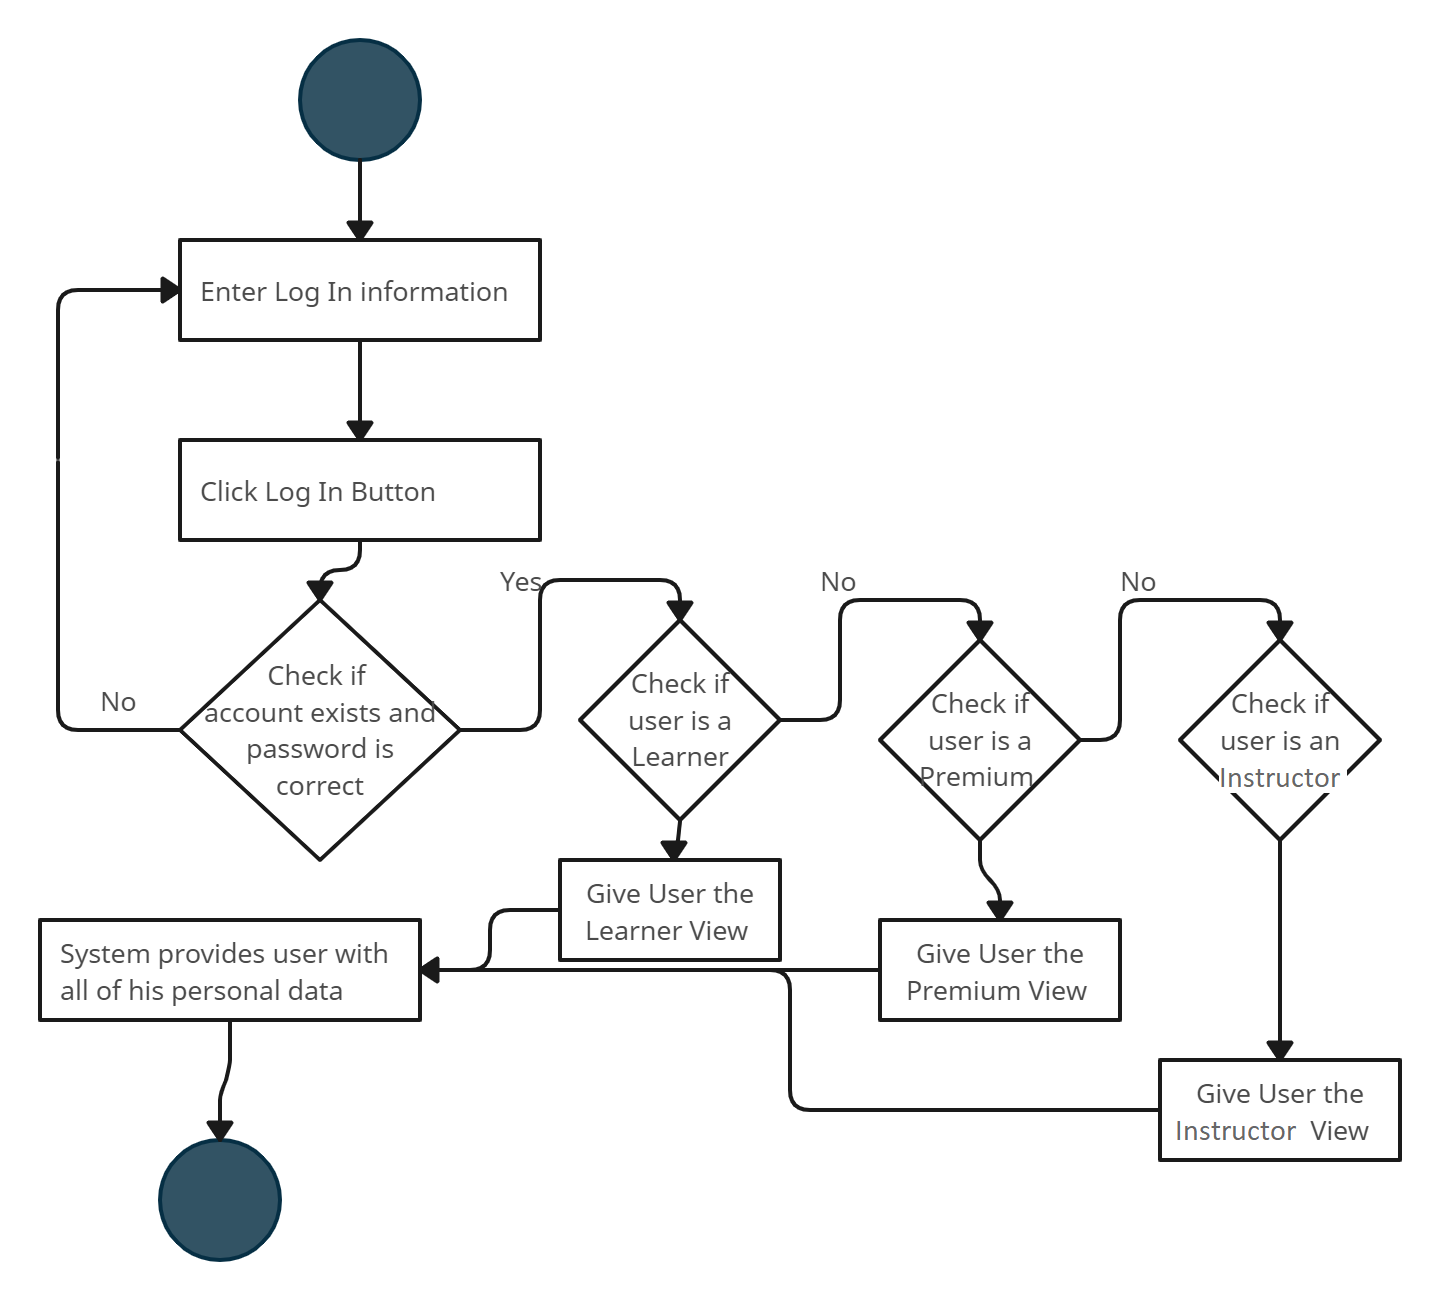 Enter Log In information
Click Log In Button
Yes
No
No
No
Check if
account exists and
password is
correct
Check if
user is a
Learner
Check if
user is a
Premium
Check if
user is an
Instructor
Give User the
Learner View
System provides user with
all of his personal data
Give User the
Premium View
Give User the
Instructor View